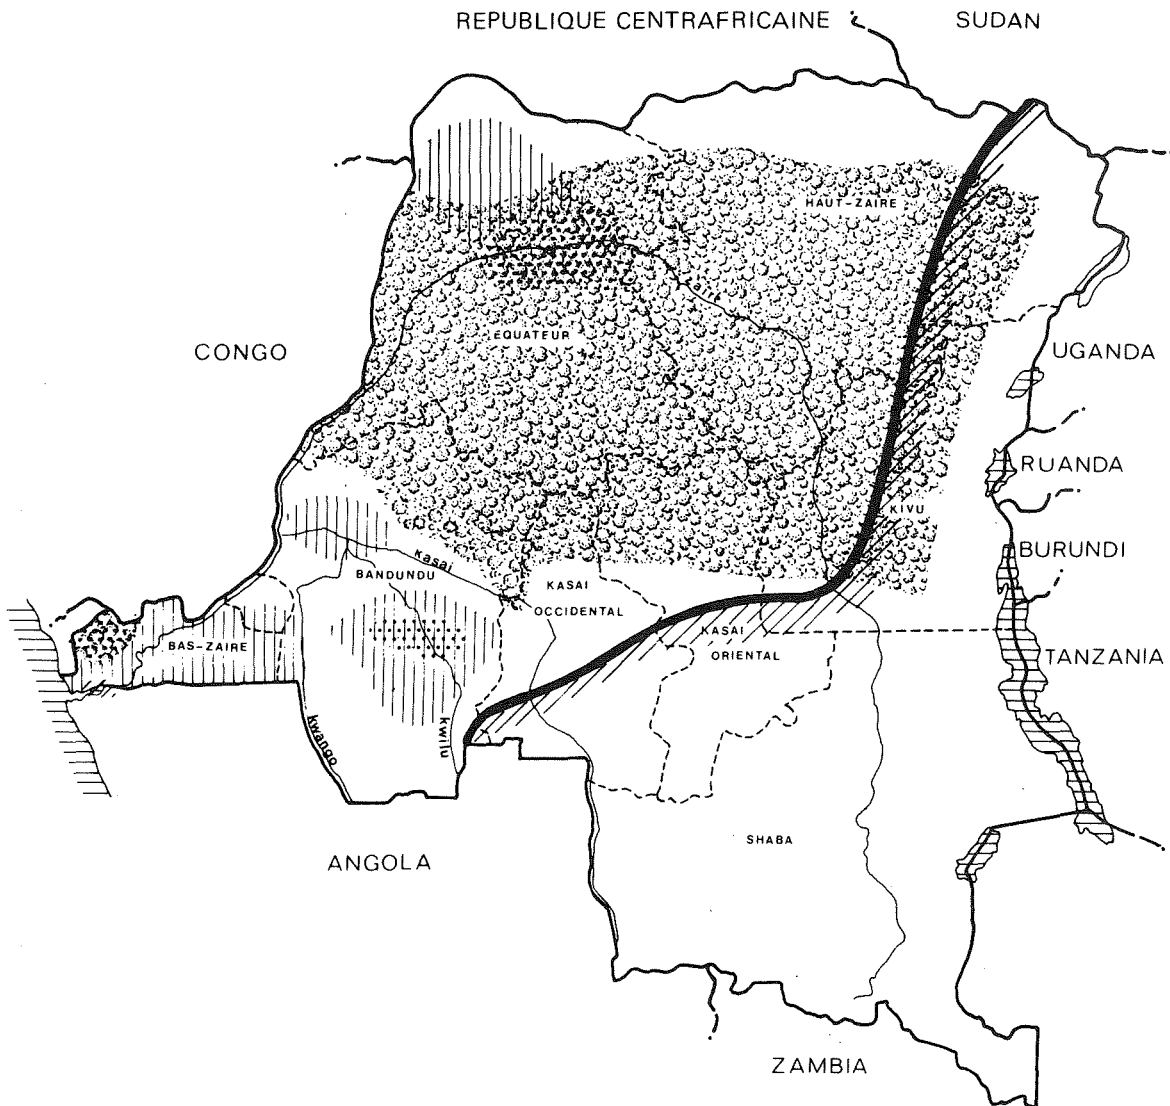 REPUBLIQUE CENTRAFRICAINE
SUDAN
HAUT-ZAIRE
EQUATEUR
CONGO
UGANDA
RUANDA
KIVU
BURUNDI
Kasai
BANDUNDU
KASAI
OCCIDENTAL
BAS-ZAIRE
KASAI
ORIENTAL
TANZANIA
kwango
kwilu
SHABA
ANGOLA
ZAMBIA